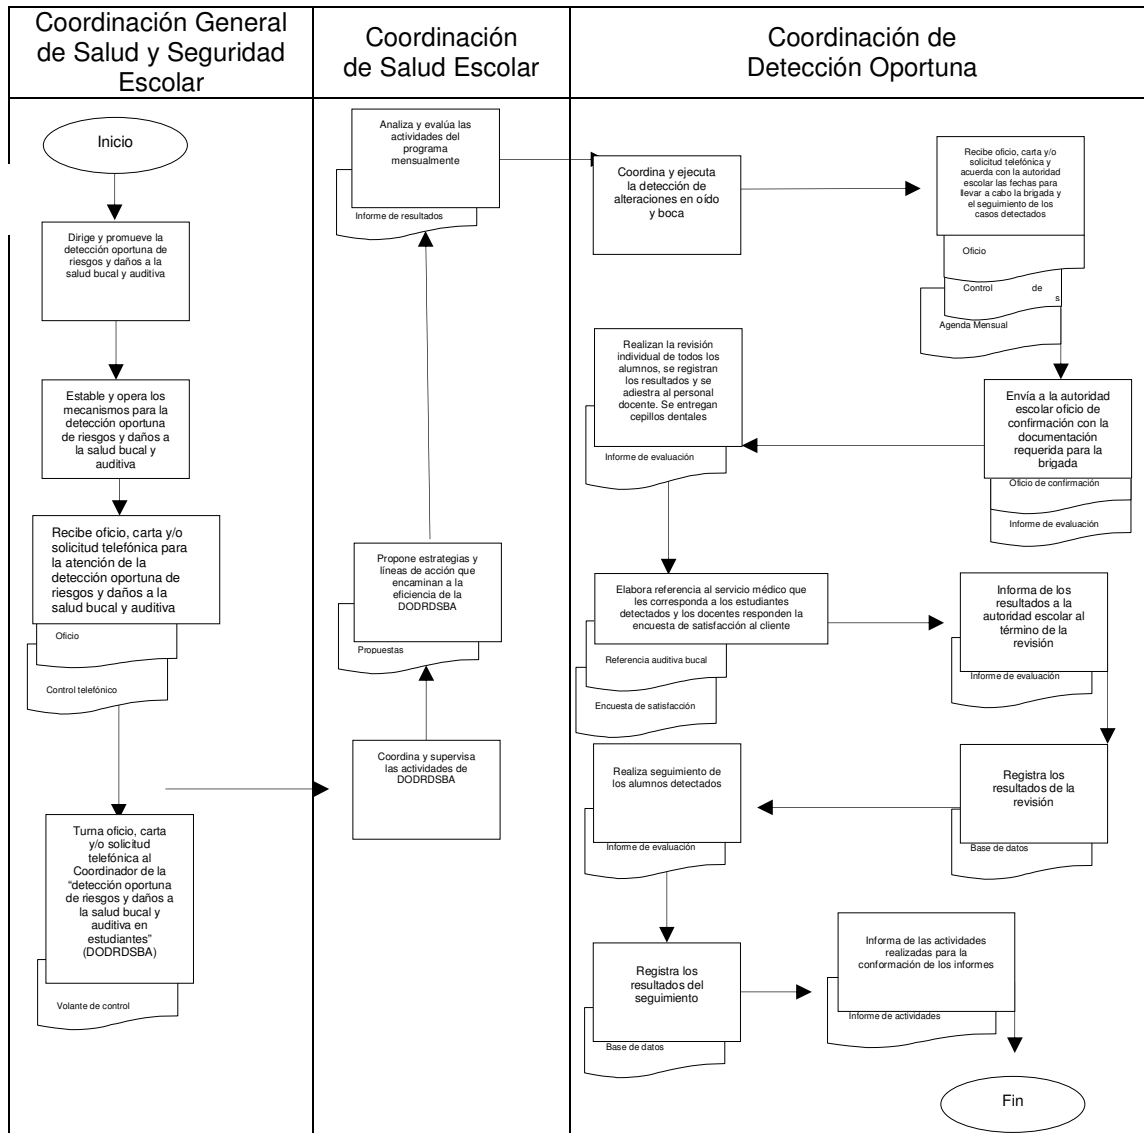 Coordinación General
de Salud y Seguridad
Escolar
Coordinación
de Salud Escolar
Coordinación de
Detección Oportuna
Inicio
Dirige y promueve la
detección oportuna de
riesgos y daños a la
salud bucal y auditiva
Estable y opera los
mecanismos para la
detección oportuna
de riesgos y daños a
la salud bucal y
auditiva
Recibe oficio, carta y/o
solicitud telefónica para
la atención de la
detección oportuna de
riesgos y daños a la
salud bucal y auditiva
Oficio
Control telefónico
Turna oficio, carta
y/o solicitud
telefónica al
Coordinador de la
“detección oportuna
de riesgos y daños a
la salud bucal y
auditiva en
estudiantes”
(DODRDSBA)
Volante de control
Analiza y evalúa las
actividades del
programa
mensualmente
Informe de resultados
Propone estrategias y
líneas de acción que
encaminan a la
eficiencia de la
DODRDSBA
Propuestas
Coordina y supervisa
las actividades de
DODRDSBA
Coordina y ejecuta
la detección de
alteraciones en oído
y boca
Recibe oficio, carta y/o
solicitud telefónica y
acuerda con la autoridad
escolar las fechas para
llevar a cabo la brigada y
el seguimiento de los
casos detectados
Oficio
Control de
s
Agenda Mensual
Envía a la autoridad
escolar oficio de
confirmación con la
documentación
requerida para la
brigada
Oficio de confirmación
Informe de evaluación
Realizan la revisión
individual de todos los
alumnos, se registran
los resultados y se
adiestra al personal
docente. Se entregan
cepillos dentales
Informe de evaluación
Elabora referencia al servicio médico que
les corresponda a los estudiantes
detectados y los docentes responden la
encuesta de satisfacción al cliente
Referencia auditiva bucal
Encuesta de satisfacción
Informa de los
resultados a la
autoridad escolar al
término de la
revisión
Informe de evaluación
Registra los
resultados de la
revisión
Base de datos
Realiza seguimiento de
los alumnos detectados
Informe de evaluación
Registra los
resultados del
seguimiento
Base de datos
Informa de las actividades
realizadas para la
conformación de los informes
Informe de actividades
Fin